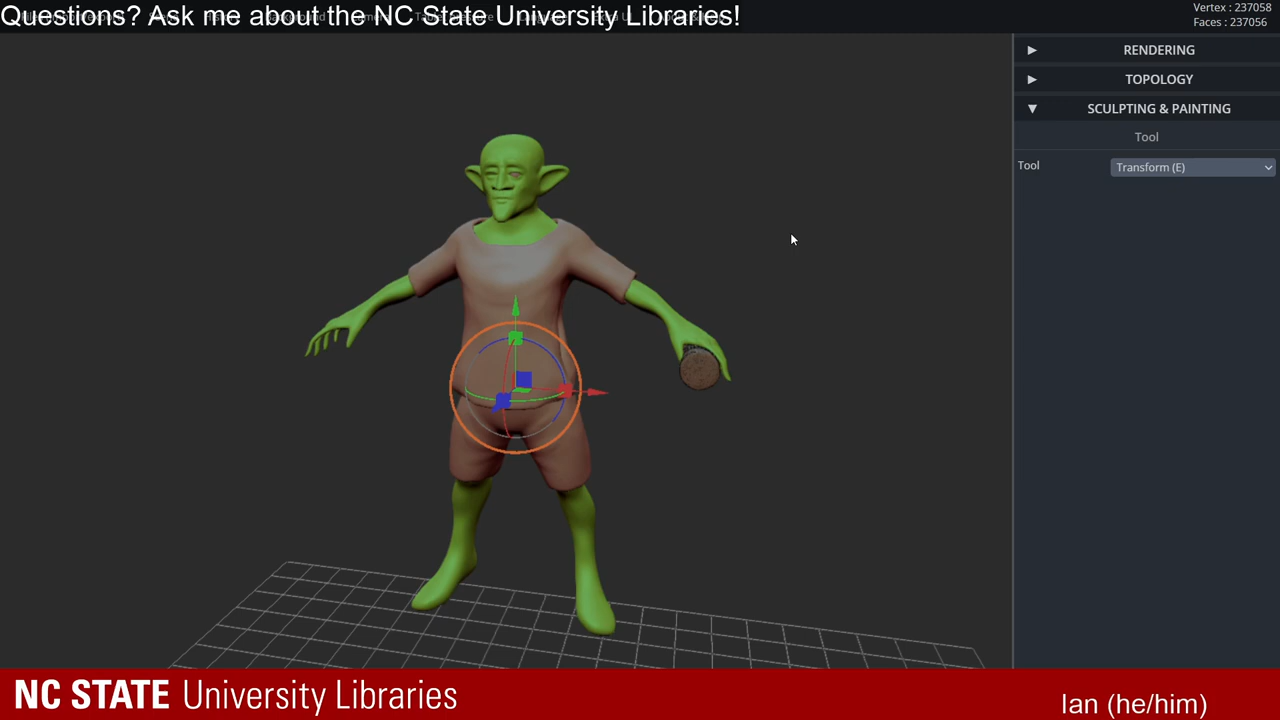 Questions? Ask me about the NC State University Libraries!
Vertex : 237058
Faces : 237056
RENDERING
TOPOLOGY
SCULPTING & PAINTING
Tool
Tool
Transform (E)
NC STATE University Libraries
Ian (he/him)